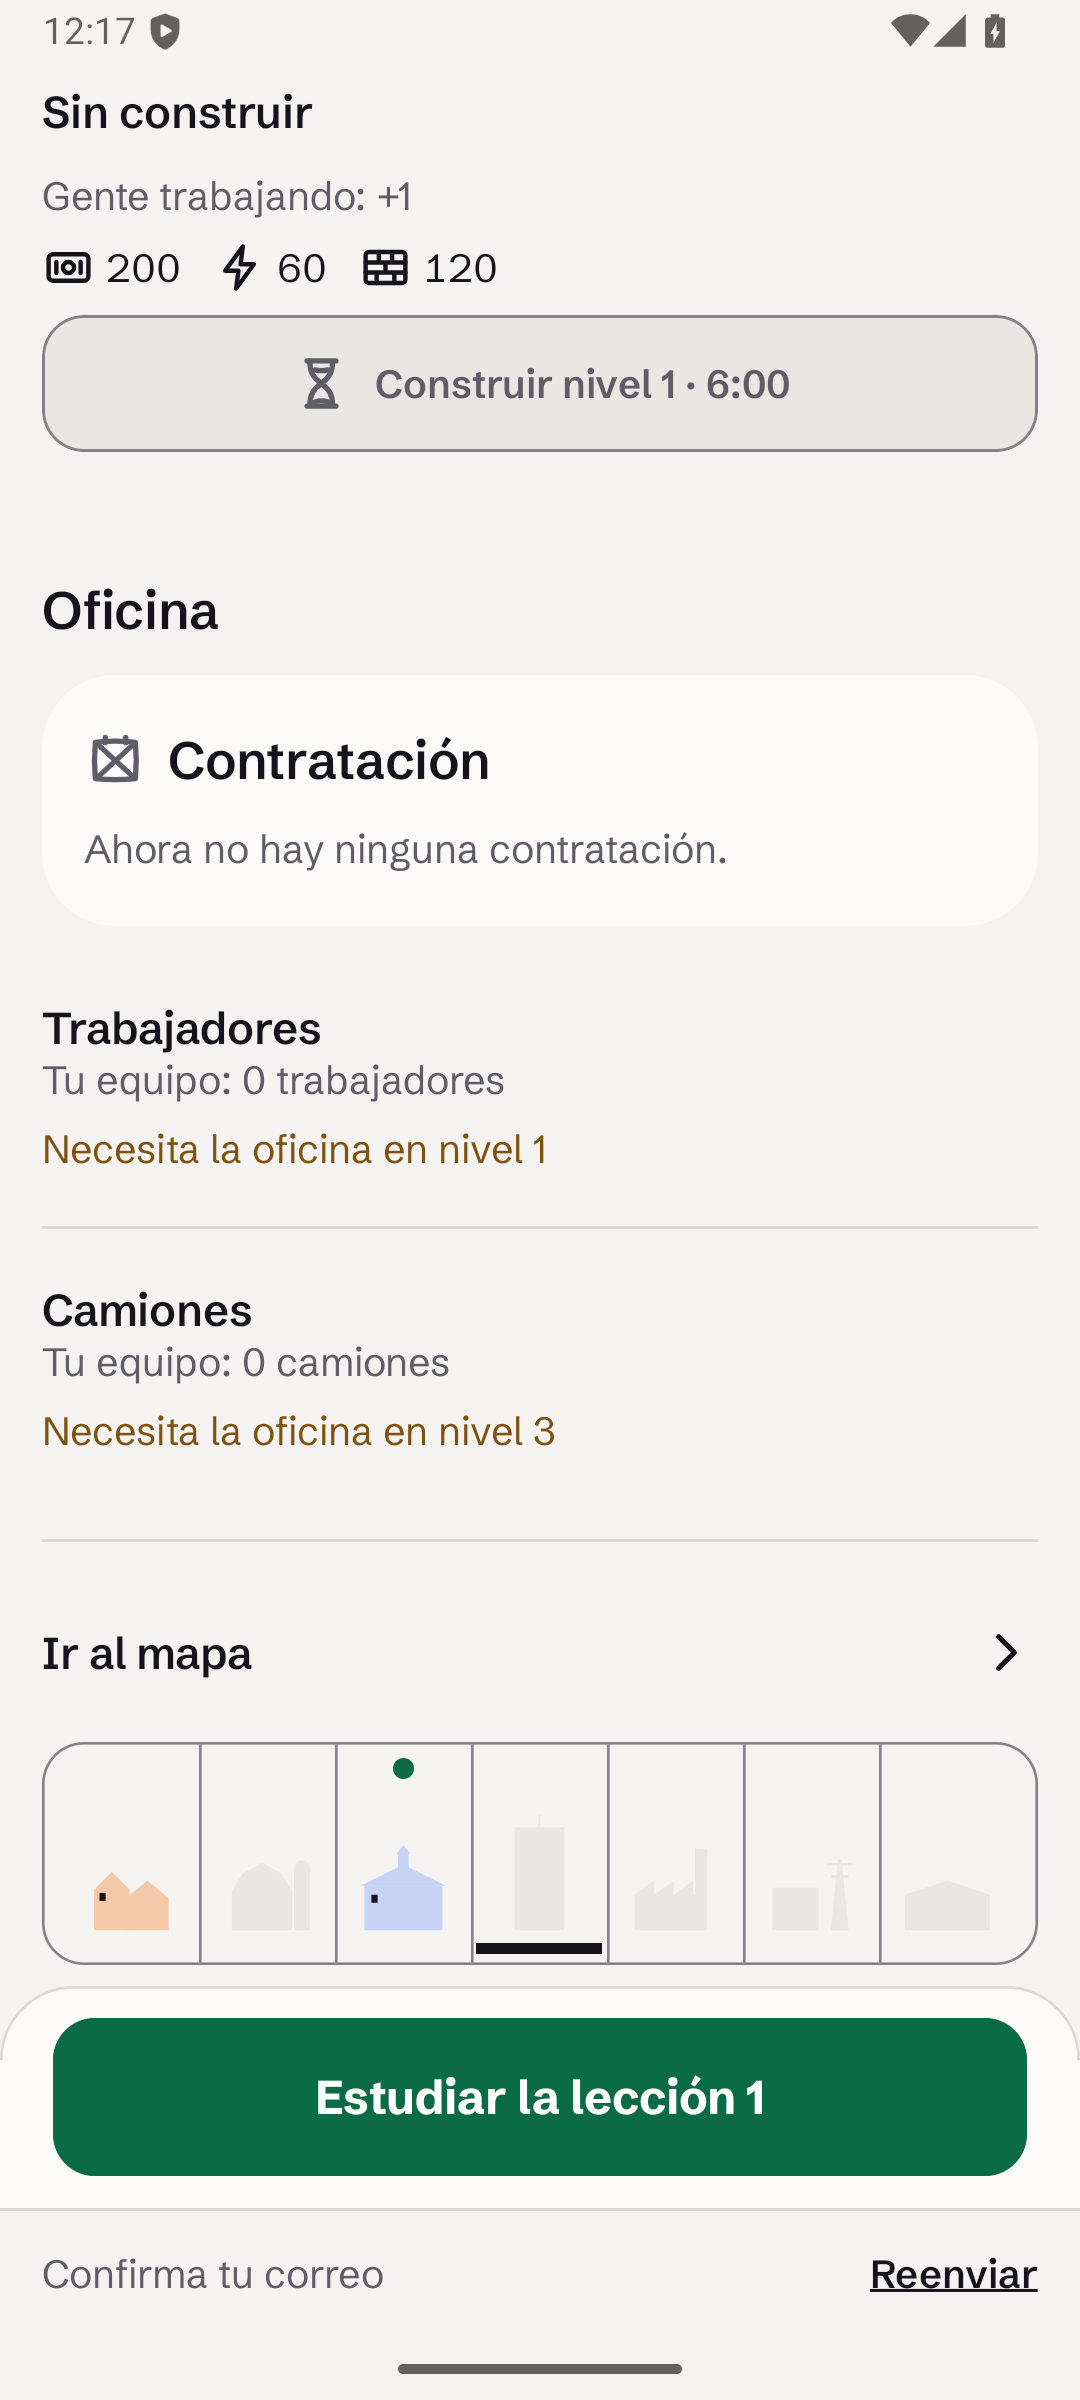 12:17
Sin construir
Gente trabajando: +1
200 60 120
Construir nivel 1 · 6:00
Oficina
Contratación
Ahora no hay ninguna contratación.
Trabajadores
Tu equipo: 0 trabajadores
Necesita la oficina en nivel 1
Camiones
Tu equipo: 0 camiones
Necesita la oficina en nivel 3
Ir al mapa
Estudiar la lección 1
Confirma tu correo Reenviar